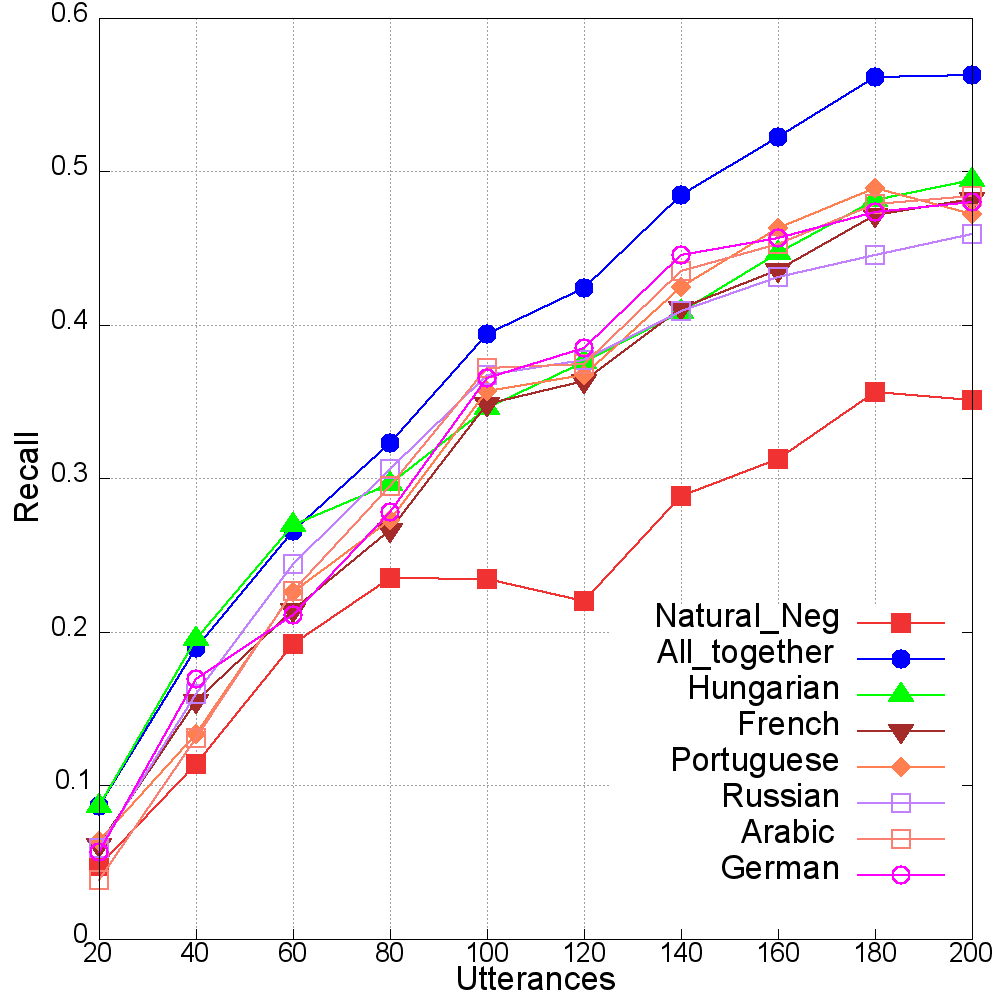 0.6
0.5
0.4
0.3
0.2
0.1
0
Recall
20 40 60 80 100 120 140 160 180 200
Utterances
Natural_Neg
All_together
Hungarian
French
Portuguese
Russian
Arabic
German